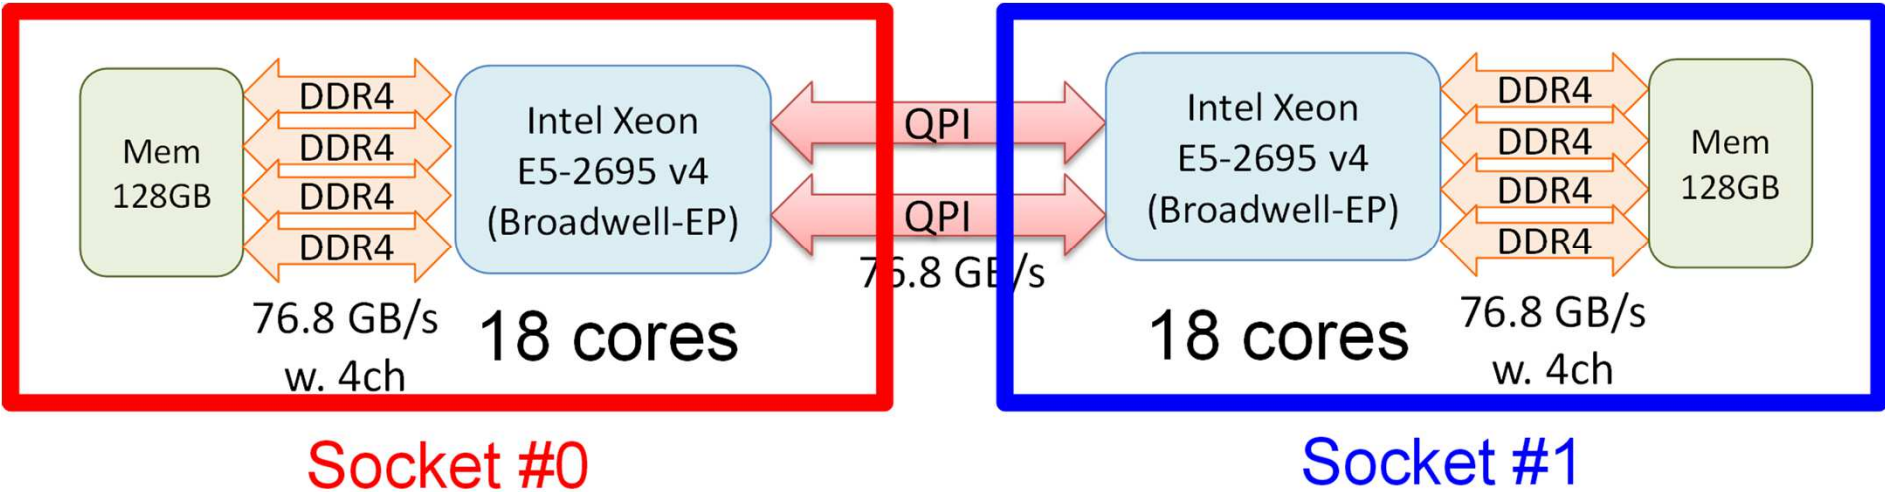 Mem
128GB
DDR4
DDR4
DDR4
DDR4
76.8 GB/s
w. 4ch
Intel Xeon
E5-2695 v4
(Broadwell-EP)
18 cores
QPI
QPI
76.8 GB/s
Intel Xeon
E5-2695 v4
(Broadwell-EP)
18 cores
DDR4
DDR4
DDR4
DDR4
76.8 GB/s
w. 4ch
Mem
128GB
Socket #0
Socket #1